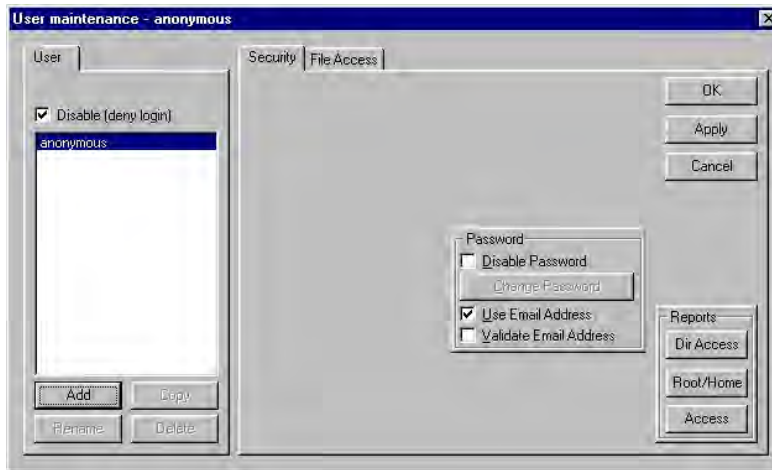 User maintenance - anonymous
User
Security
File Access
Disable (deny login)
anonymous
OK
Apply
Cancel
Password
Disable Password
Change Password
Use Email Address
Validate Email Address
Reports
Dir Access
Root/Home
Access
Add
Copy
Rename
Delete